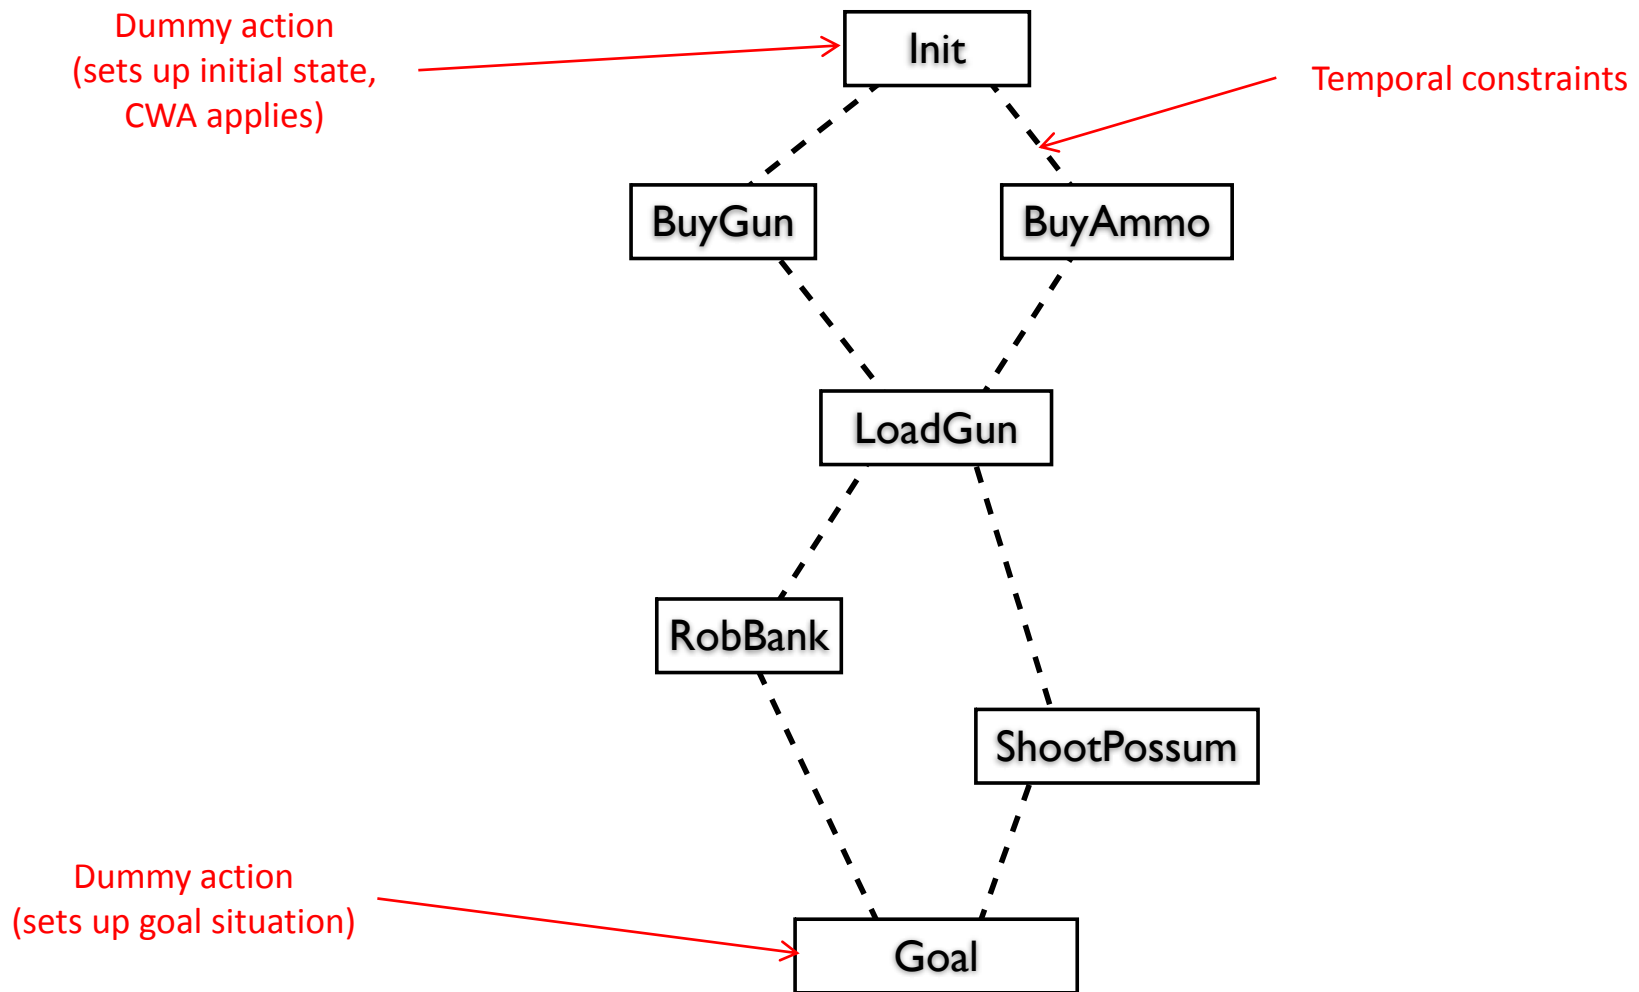 Dummy action
(sets up initial state,
CWA applies)
Init
Temporal constraints
BuyGun
BuyAmmo
LoadGun
RobBank
ShootPossum
Dummy action
(sets up goal situation)
Goal